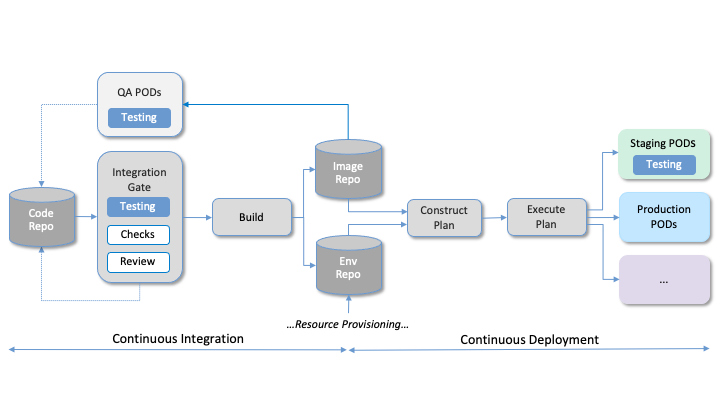 QA PODs
Testing
Integration
Gate
Testing
Checks
Review
Code
Repo
Build
Image
Repo
Env
Repo
...Resource Provisioning...
Construct
Plan
Execute
Plan
Staging PODs
Testing
Production
PODs
...
Continuous Integration
Continuous Deployment